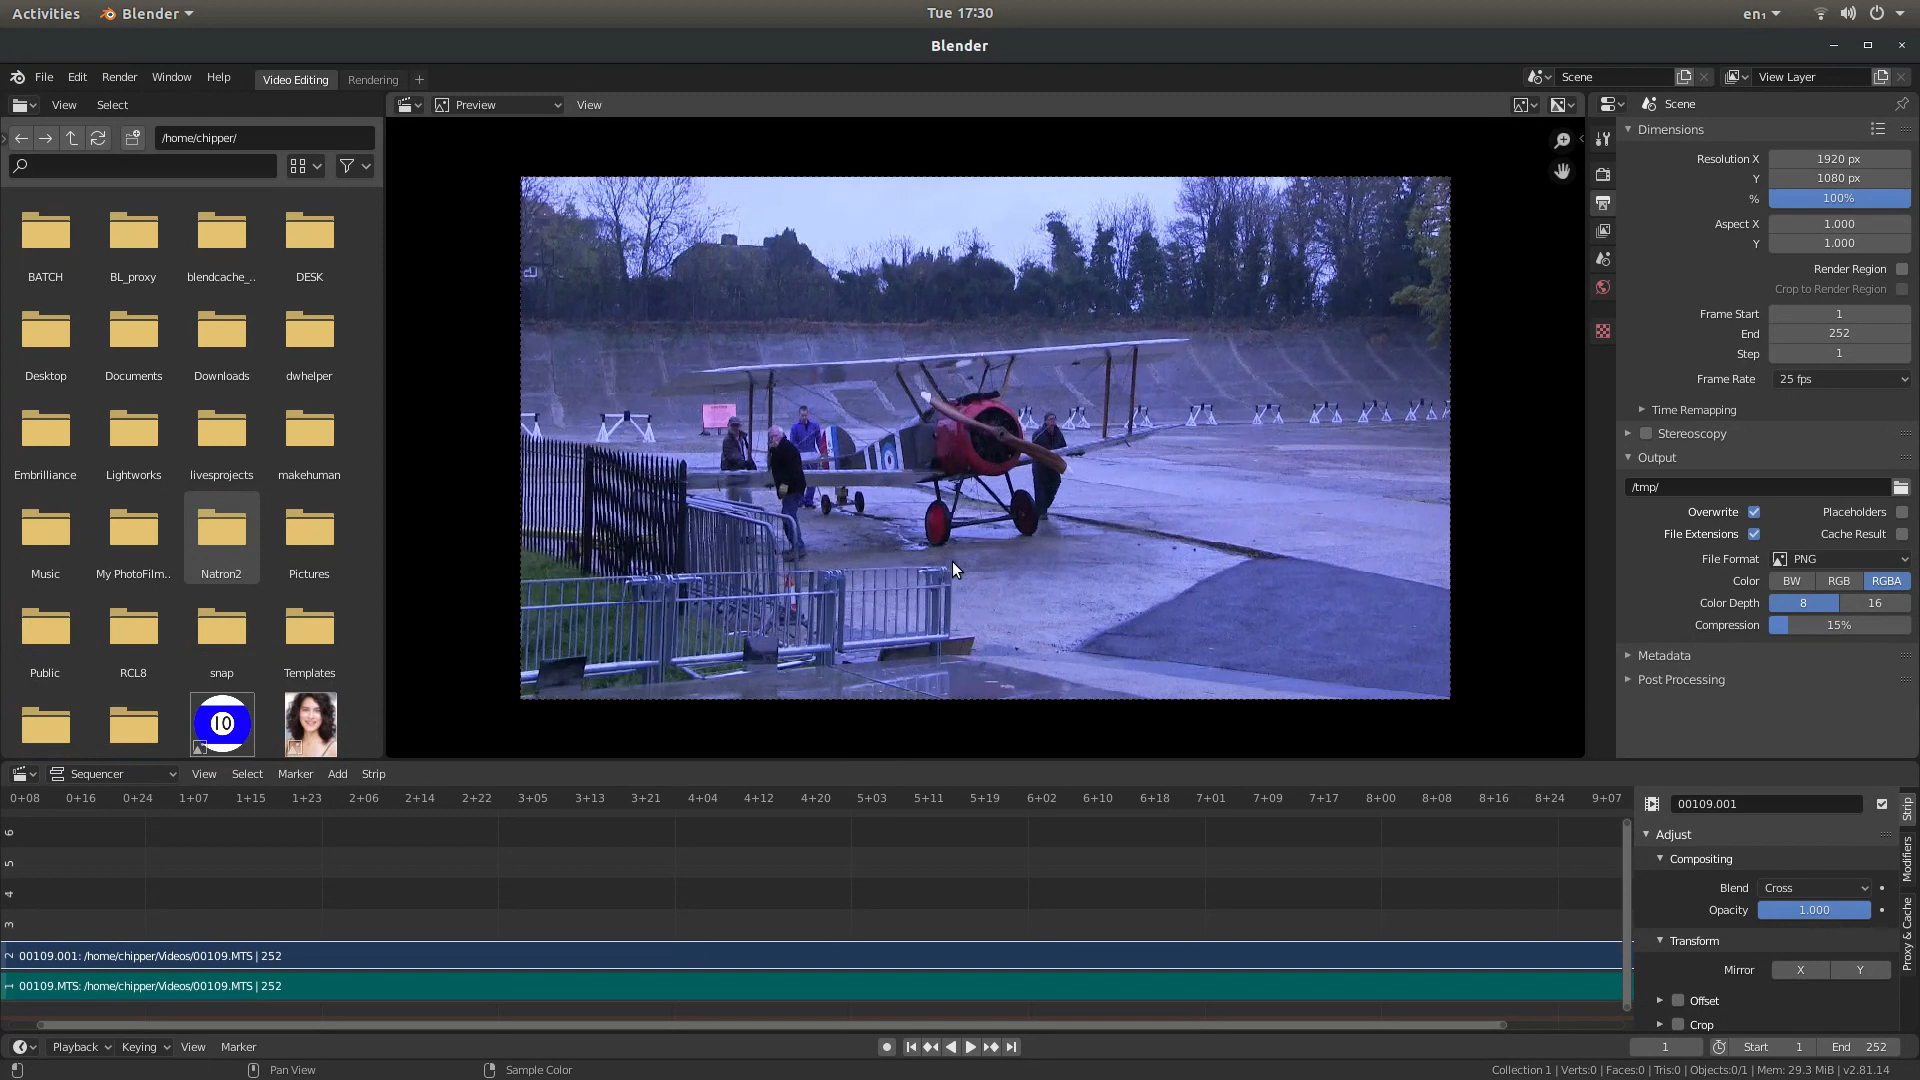 Activities Blender Tue 17:30 en₁
Blender
File Edit Render Window Help Video Editing Rendering + Scene View Layer
View Select Preview View Scene
/home/chipper/
Dimensions
Resolution X 1920 px
Y 1080 px
% 100%
Aspect X 1.000
Y 1.000
Render Region
Crop to Render Region
Frame Start 1
End 252
Step 1
Frame Rate 25 fps
Time Remapping
Stereoscopy
Output
/tmp/
Overwrite Placeholders
File Extensions Cache Result
File Format PNG
Color BW RGB RGBA
Color Depth 8 16
Compression 15%
Metadata
Post Processing
BATCH BL_proxy blendcache_.. DESK
Desktop Documents Downloads dwhelper
Embrilliance Lightworks livesprojects makehuman
Music My PhotoFilm.. Natron2 Pictures
Public RCL8 snap Templates
10
Sequencer View Select Marker Add Strip
0+08 0+16 0+24 1+07 1+15 1+23 2+06 2+14 2+22 3+05 3+13 3+21 4+04 4+12 4+20 5+03 5+11 5+19 6+02 6+10 6+18 7+01 7+09 7+17 8+00 8+08 8+16 8+24 9+07
6
5
4
3
2 00109.001: /home/chipper/Videos/00109.MTS | 252
1 00109.MTS: /home/chipper/Videos/00109.MTS | 252
00109.001
Adjust
Compositing
Blend Cross
Opacity 1.000
Transform
Mirror X Y
Offset
Crop
Strip
Modifiers
Proxy & Cache
Playback Keying View Marker 1 Start 1 End 252
Pan View Sample Color Collection 1 | Verts:0 | Faces:0 | Tris:0 | Objects:0/1 | Mem: 29.3 MiB | v2.81.14